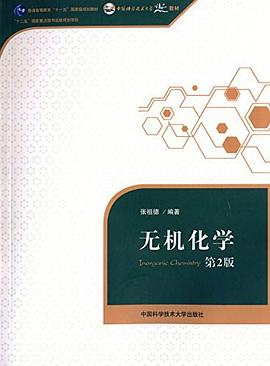 普通高等教育“十一五”国家级规划教材
中国科学技术大学 教材
“十二五”国家重点图书出版规划项目
张祖德／编著
无机化学
Inorganic Chemistry 第2版
中国科学技术大学出版社